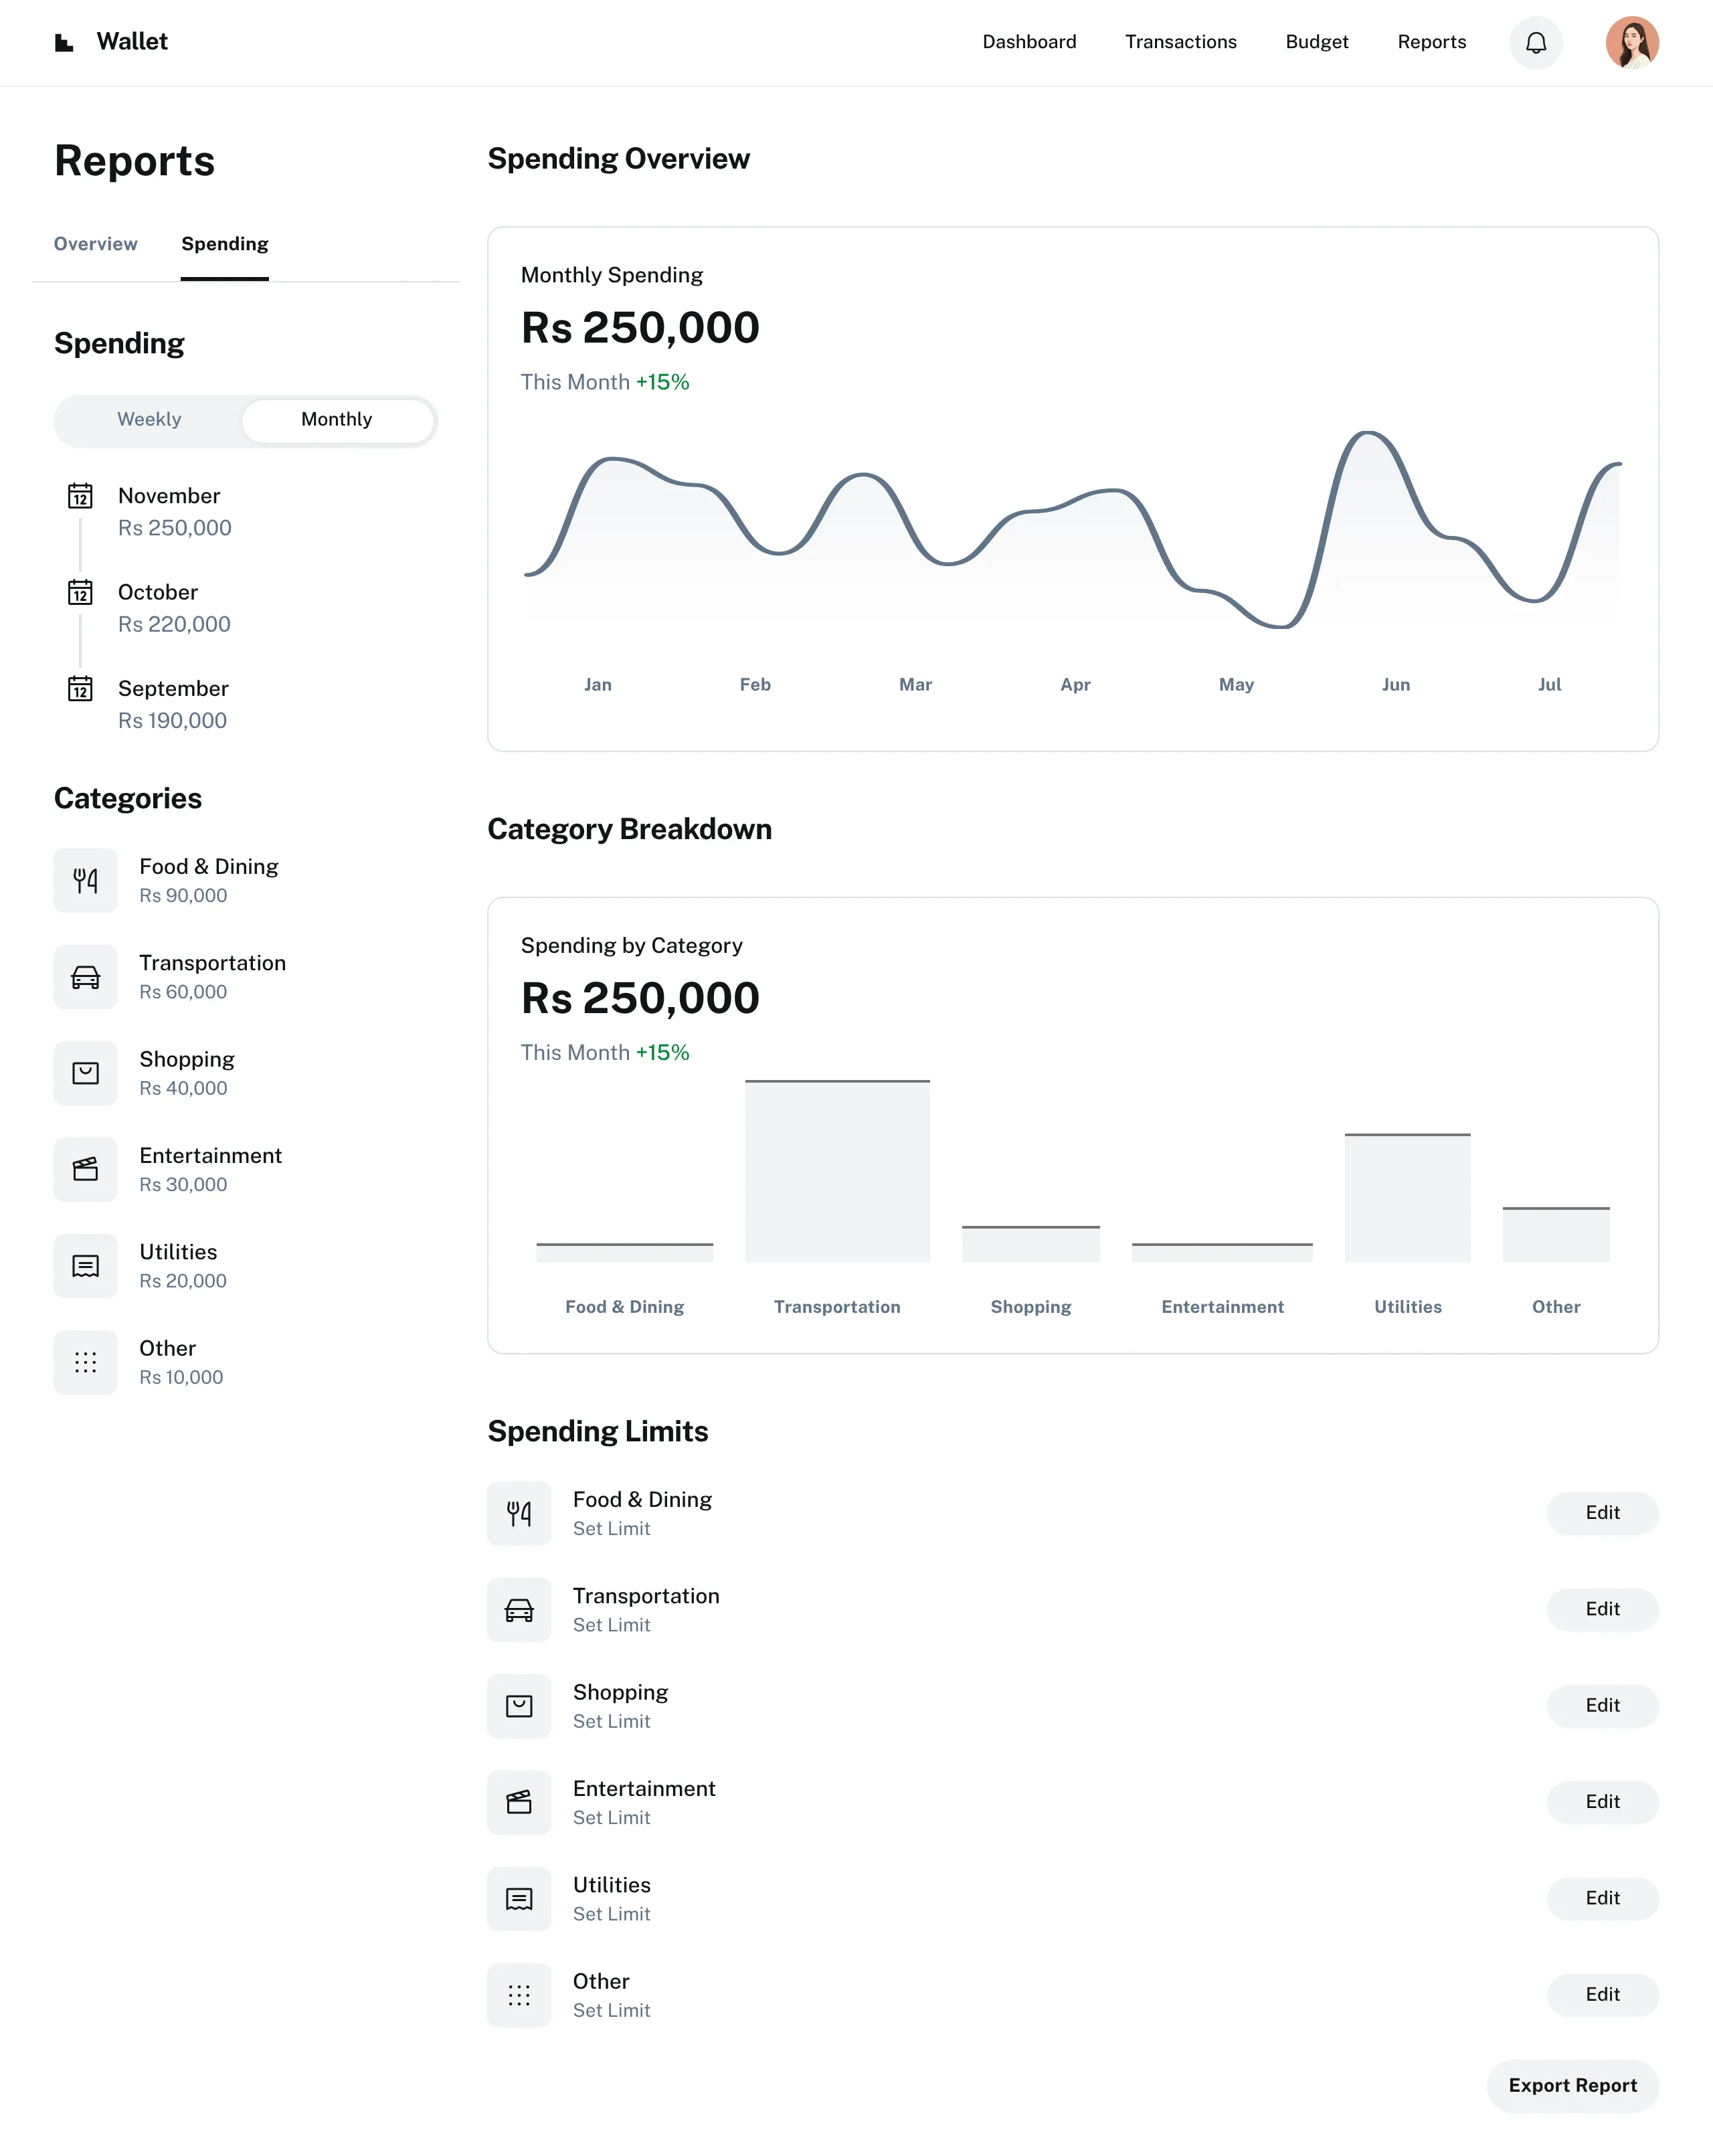 Wallet
Dashboard
Transactions
Budget
Reports
Reports
Overview
Spending
Spending
Weekly
Monthly
12
November
Rs 250,000
12
October
Rs 220,000
12
September
Rs 190,000
Categories
Food & Dining
Rs 90,000
Transportation
Rs 60,000
Shopping
Rs 40,000
Entertainment
Rs 30,000
Utilities
Rs 20,000
Other
Rs 10,000
Spending Overview
Monthly Spending
Rs 250,000
This Month +15%
Jan
Feb
Mar
Apr
May
Jun
Jul
Category Breakdown
Spending by Category
Rs 250,000
This Month +15%
Food & Dining
Transportation
Shopping
Entertainment
Utilities
Other
Spending Limits
Food & Dining
Set Limit
Edit
Transportation
Set Limit
Edit
Shopping
Set Limit
Edit
Entertainment
Set Limit
Edit
Utilities
Set Limit
Edit
Other
Set Limit
Edit
Export Report